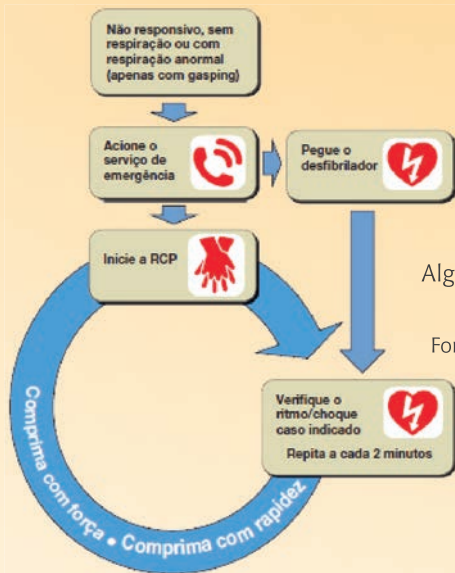 Não responsivo, sem
respiração ou com
respiração anormal
(apenas com gasping)
Acione o
serviço de
emergência
Pegue o
desfibrilador
Inicie a RCP
Alg
For
Verifique o
ritmo/choque
caso indicado
Repita a cada 2 minutos
Comprima com força • Comprima com rapidez